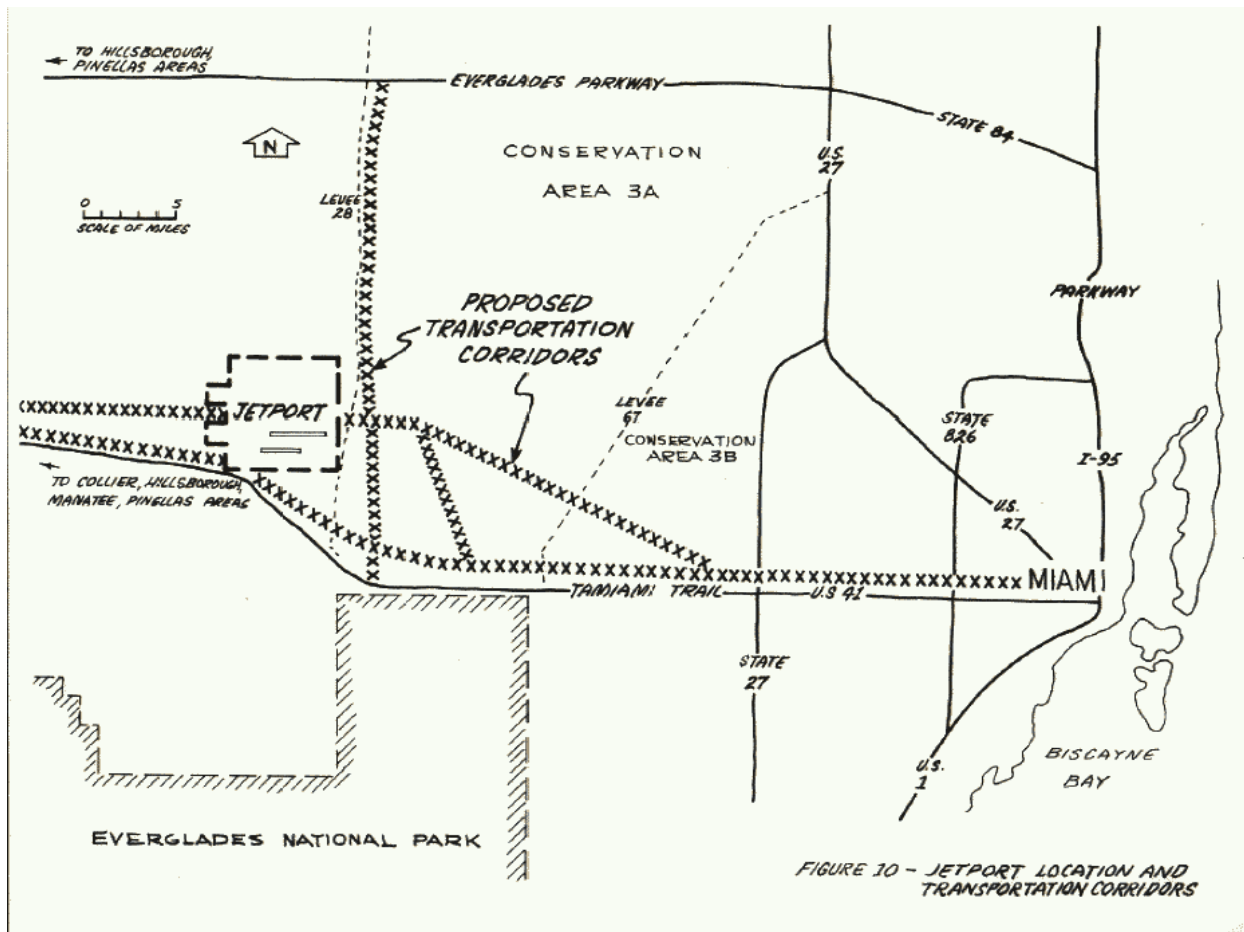 TO HILLSBOROUGH,
PINELLAS AREAS
EVERGLADES PARKWAY
STATE 84
N
CONSERVATION
AREA 3A
U.S.
27
LEVEE
28
0 5
SCALE OF MILES
PARKWAY
PROPOSED
TRANSPORTATION
CORRIDORS
JETPORT
LEVEE
67
CONSERVATION
AREA 3B
STATE
826
I-95
TO COLLIER, HILLSBOROUGH,
MANATEE, PINELLAS AREAS
U.S.
27
MIAMI
TAMIAMI TRAIL
U.S 41
STATE
27
U.S.
1
BISCAYNE
BAY
EVERGLADES NATIONAL PARK
FIGURE 10 - JETPORT LOCATION AND
TRANSPORTATION CORRIDORS